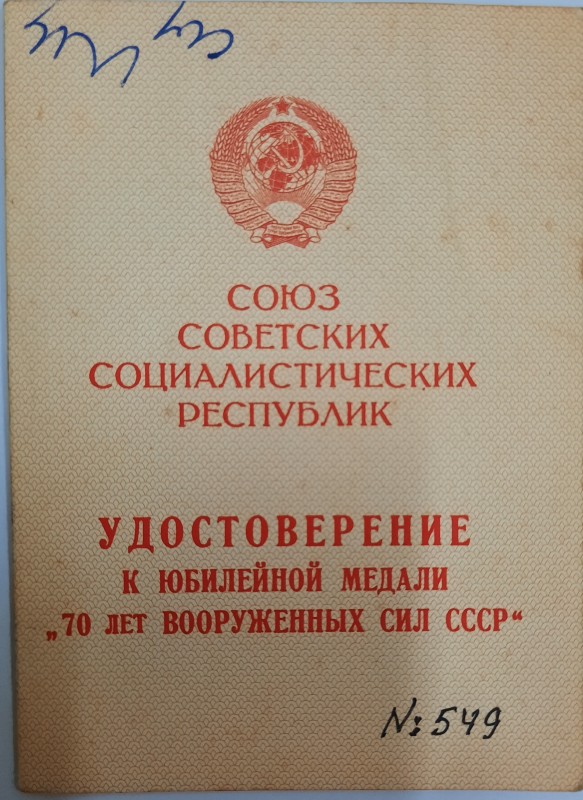 СОЮЗ
СОВЕТСКИХ
СОЦИАЛИСТИЧЕСКИХ
РЕСПУБЛИК
УДОСТОВЕРЕНИЕ
К ЮБИЛЕЙНОЙ МЕДАЛИ
„70 ЛЕТ ВООРУЖЕННЫХ СИЛ СССР“
№: 549